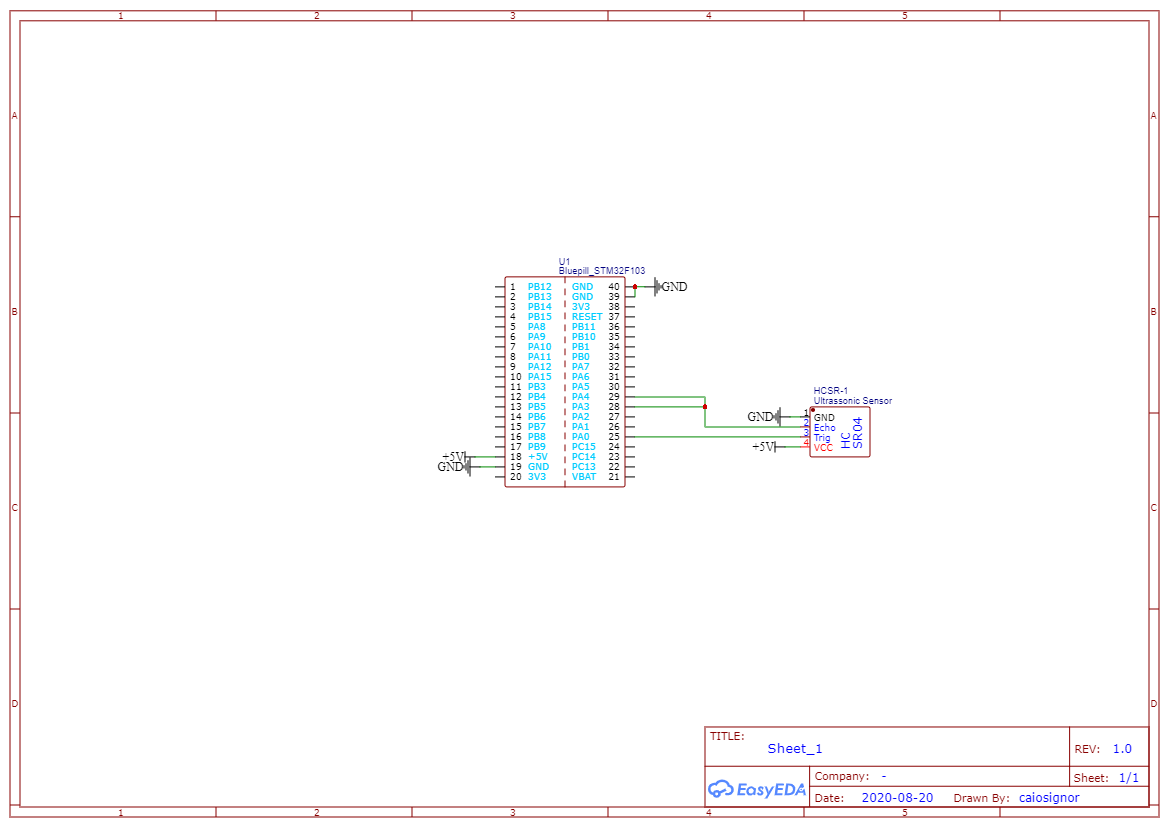 1 2 3 4 5
A A
B B
C C
D D
U1
Bluepill_STM32F103
1 PB12 GND 40 GND
2 PB13 GND 39
3 PB14 3V3 38
4 PB15 RESET 37
5 PA8 PB11 36
6 PA9 PB10 35
7 PA10 PB1 34
8 PA11 PB0 33
9 PA12 PA7 32
10 PA15 PA6 31
11 PB3 PA5 30
12 PB4 PA4 29
13 PB5 PA3 28
14 PB6 PA2 27
15 PB7 PA1 26
16 PB8 PA0 25
17 PB9 PC15 24
+5V 18 +5V PC14 23
GND 19 GND PC13 22
20 3V3 VBAT 21
HCSR-1
Ultrasonic Sensor
GND 1 GND
2 Echo
3 Trig
+5V 4 VCC
HC
SR04
TITLE:
Sheet_1
REV: 1.0
EasyEDA
Company: -
Sheet: 1/1
Date: 2020-08-20 Drawn By: caiosignor
1 2 3 4 5